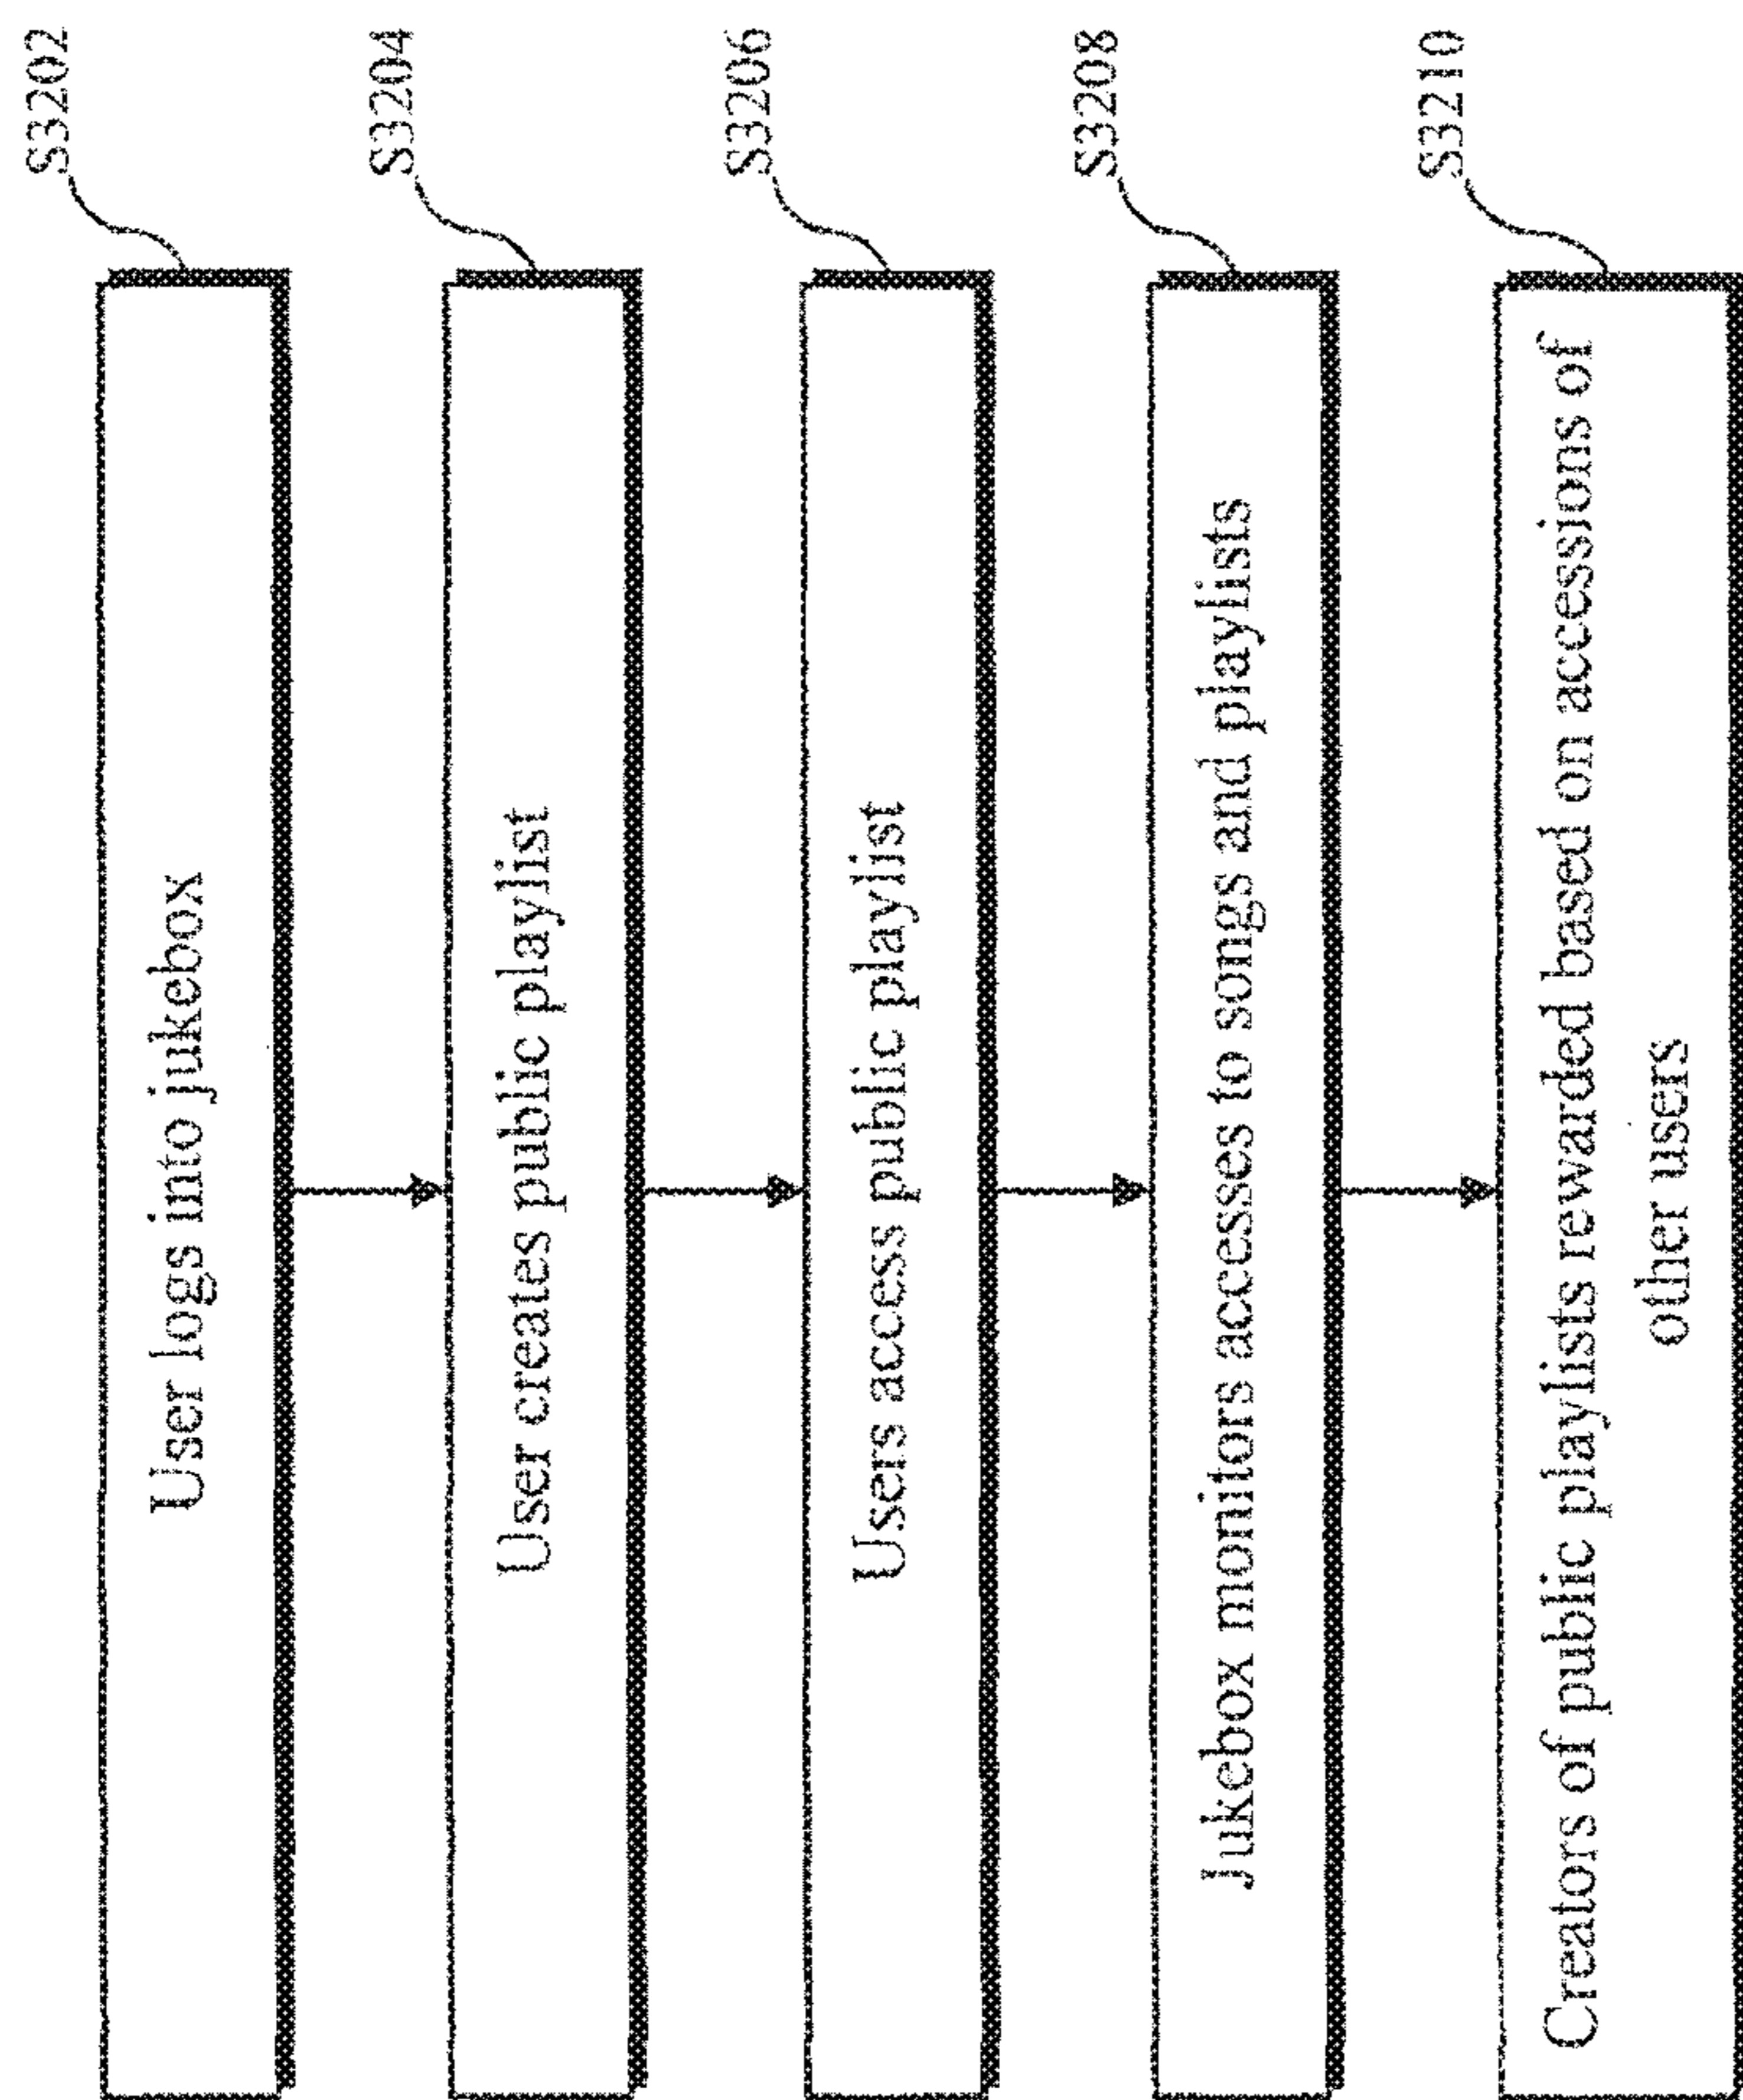 S3202
User logs into jukebox
S3204
User creates public playlist
S3206
Users access public playlist
S3208
Jukebox monitors accesses to songs and playlists
S3210
Creators of public playlists rewarded based on accessions of
other users